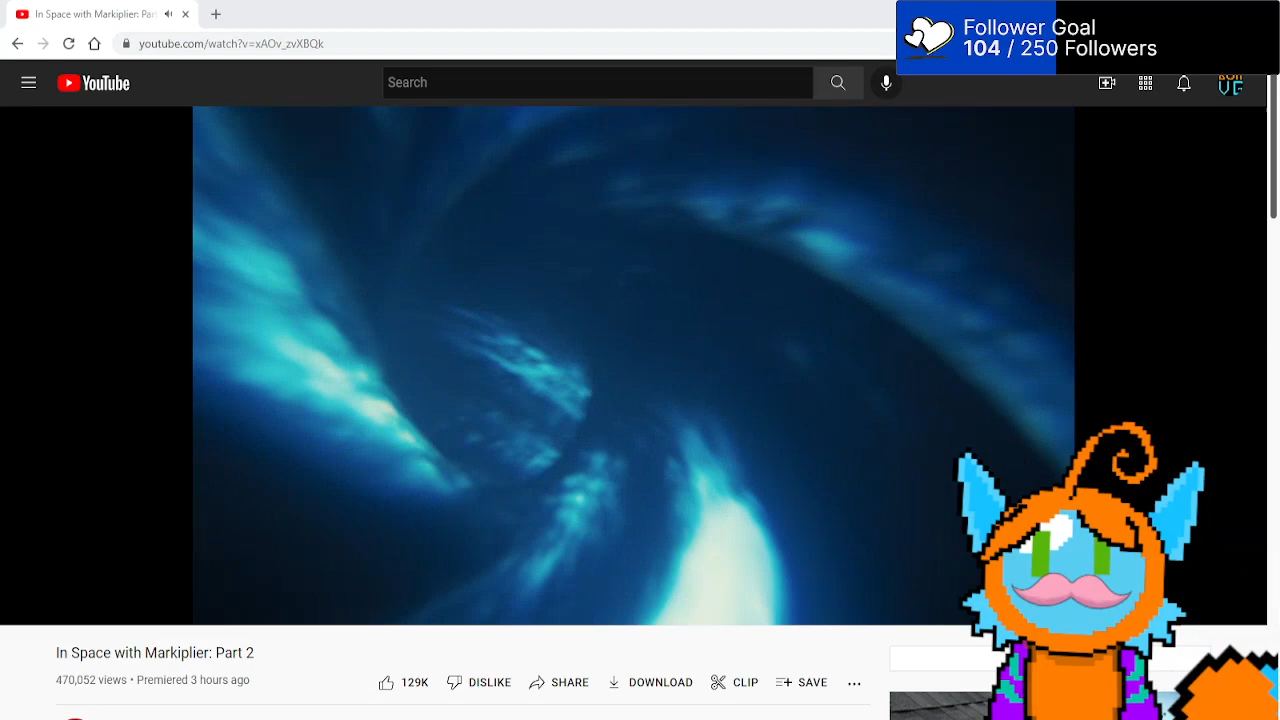 In Space with Markiplier: Part
youtube.com/watch?v=xAOv_zvXBQk
Follower Goal
104 / 250 Followers
YouTube
Search
In Space with Markiplier: Part 2
470,052 views • Premiered 3 hours ago
129K
DISLIKE
SHARE
DOWNLOAD
CLIP
SAVE